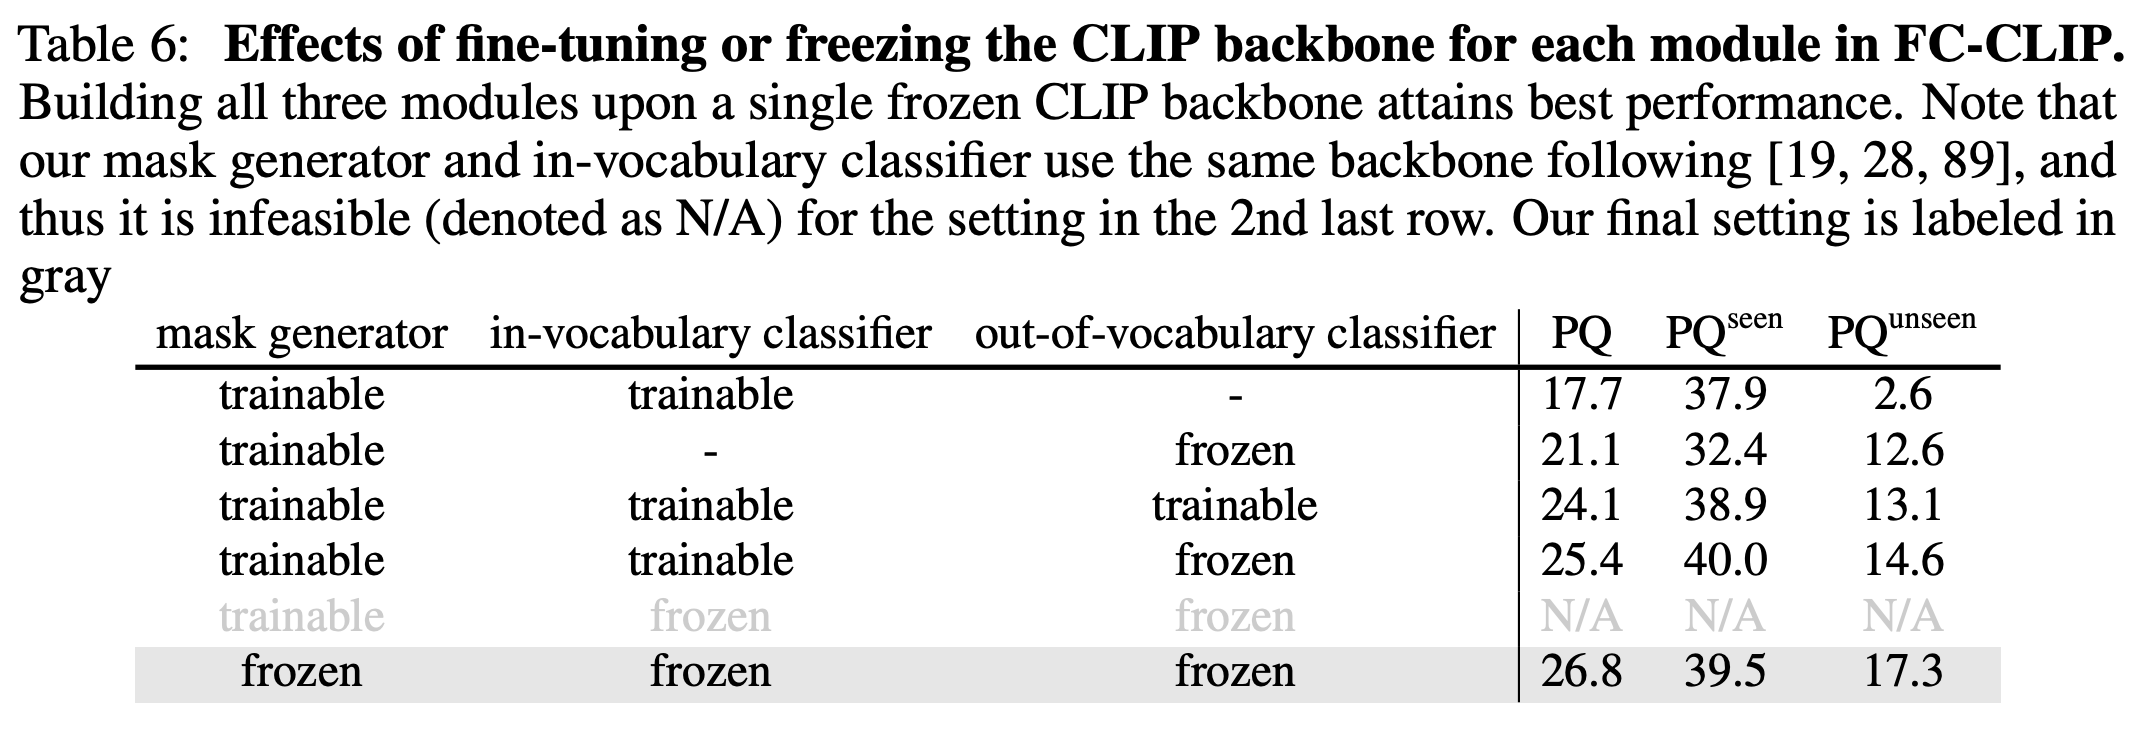 Table 6: Effects of fine-tuning or freezing the CLIP backbone for each module in FC-CLIP.
Building all three modules upon a single frozen CLIP backbone attains best performance. Note that
our mask generator and in-vocabulary classifier use the same backbone following [19, 28, 89], and
thus it is infeasible (denoted as N/A) for the setting in the 2nd last row. Our final setting is labeled in
gray
mask generator in-vocabulary classifier out-of-vocabulary classifier PQ PQseen PQunseen
trainable trainable - 17.7 37.9 2.6
trainable - frozen 21.1 32.4 12.6
trainable trainable trainable 24.1 38.9 13.1
trainable trainable frozen 25.4 40.0 14.6
trainable frozen frozen N/A N/A N/A
frozen frozen frozen 26.8 39.5 17.3